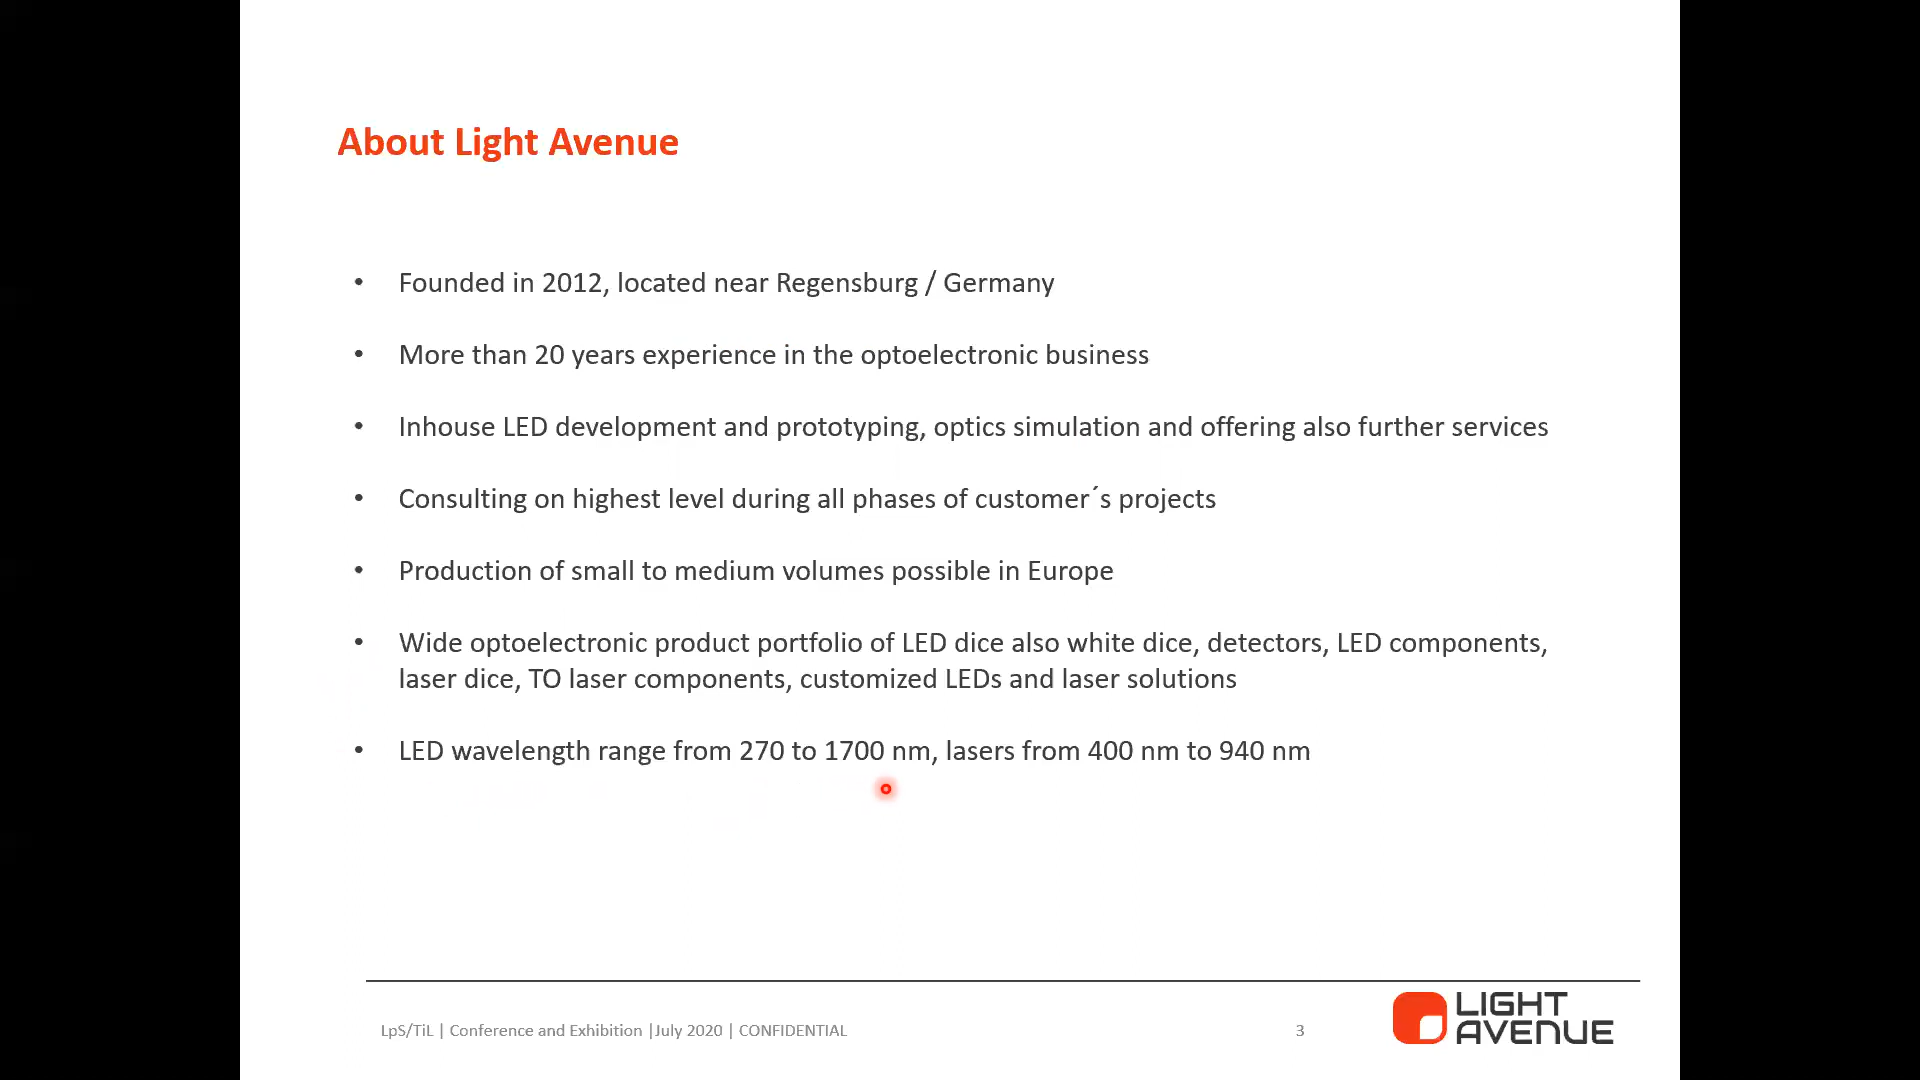 About Light Avenue
• Founded in 2012, located near Regensburg / Germany
• More than 20 years experience in the optoelectronic business
• Inhouse LED development and prototyping, optics simulation and offering also further services
• Consulting on highest level during all phases of customer´s projects
• Production of small to medium volumes possible in Europe
• Wide optoelectronic product portfolio of LED dice also white dice, detectors, LED components,
laser dice, TO laser components, customized LEDs and laser solutions
• LED wavelength range from 270 to 1700 nm, lasers from 400 nm to 940 nm
LpS/TiL | Conference and Exhibition |July 2020 | CONFIDENTIAL
3
LIGHT
AVENUE